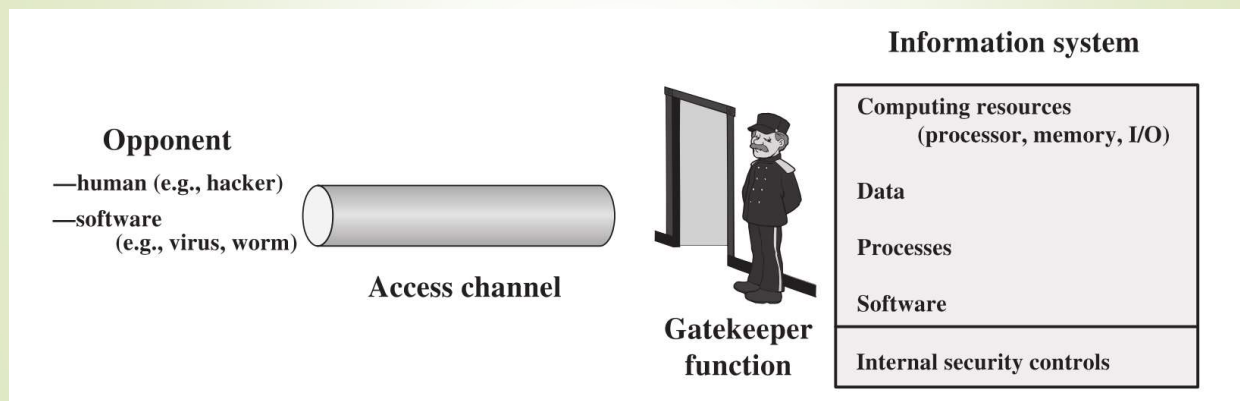 Opponent
—human (e.g., hacker)
—software
(e.g., virus, worm)
Access channel
Gatekeeper
function
Information system
Computing resources
(processor, memory, I/O)
Data
Processes
Software
Internal security controls